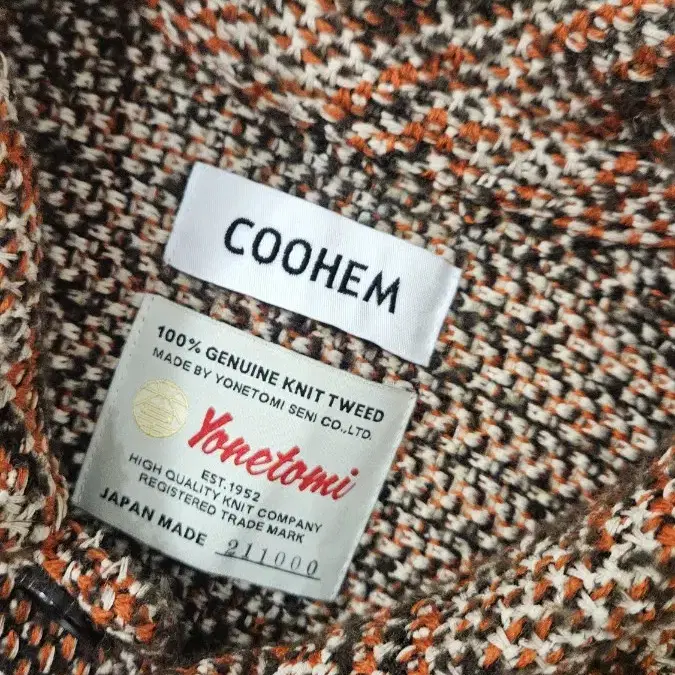 COOHEM
100% GENUINE KNIT TWEED
MADE BY YONETOMI SENI CO.,LTD.
Yonetomi
EST.1952
HIGH QUALITY KNIT COMPANY
REGISTERED TRADE MARK
JAPAN MADE 211000